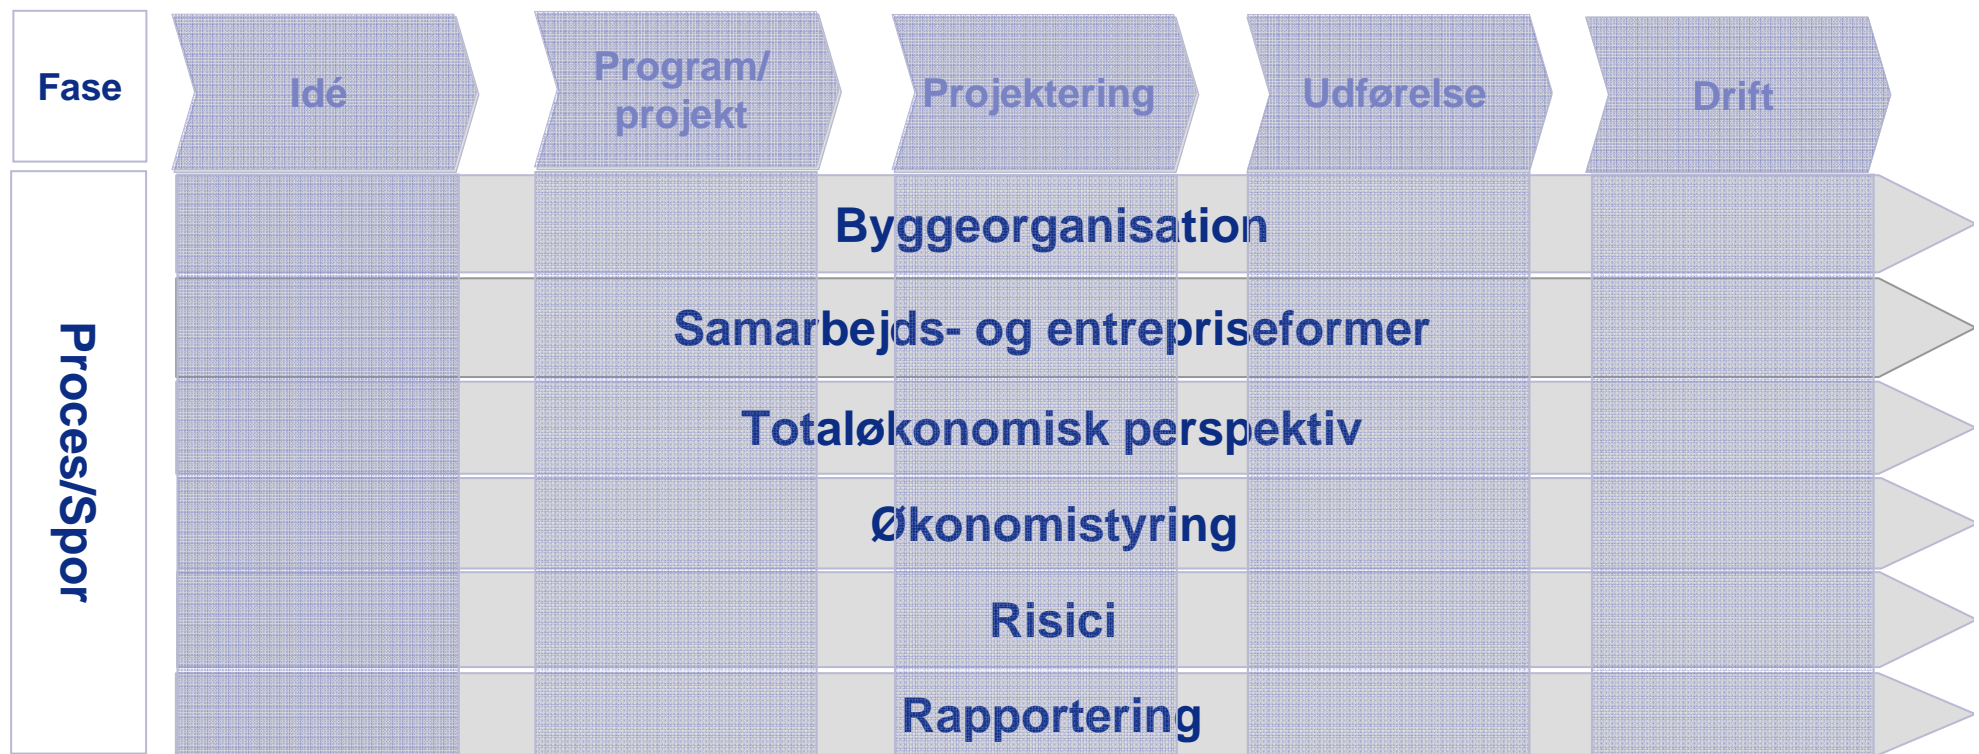 Fase
Idé
Program/
projekt
Projektering
Udførelse
Drift
Proces/Spor
Byggeorganisation
Samarbejds- og entrepriseformer
Totaløkonomisk perspektiv
Økonomistyring
Risici
Rapportering